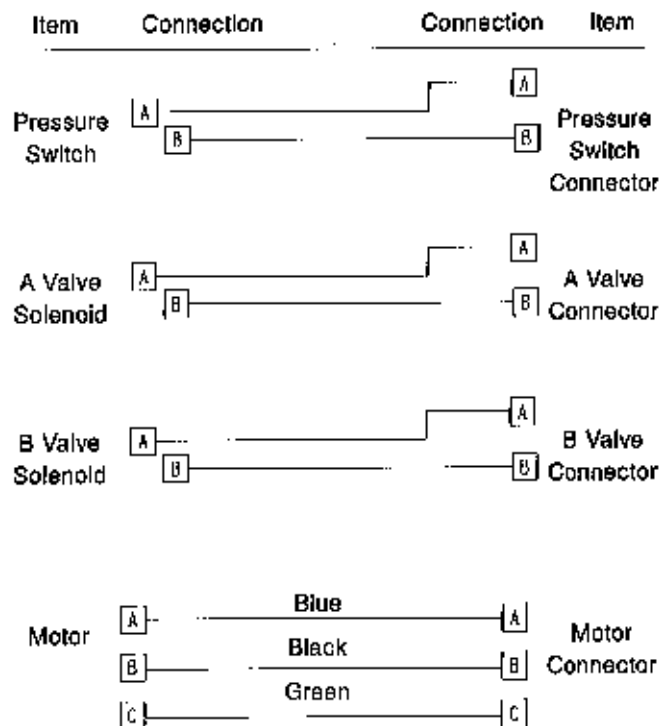 Item Connection Connection Item
A A
Pressure Switch B B Pressure Switch Connector
A A
A Valve Solenoid B B A Valve Connector
A A
B Valve Solenoid B B B Valve Connector
Blue
Motor A A Motor Connector
Black
B B
Green
C C